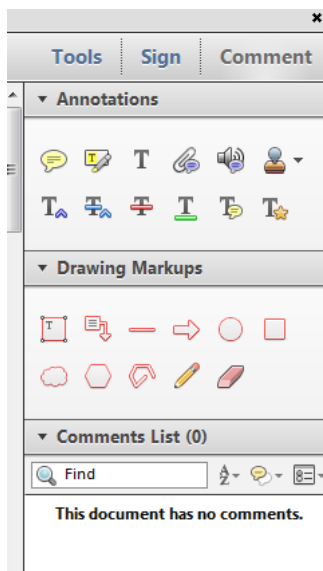 Tools Sign Comment
Annotations
Drawing Markups
Comments List (0)
Find
This document has no comments.